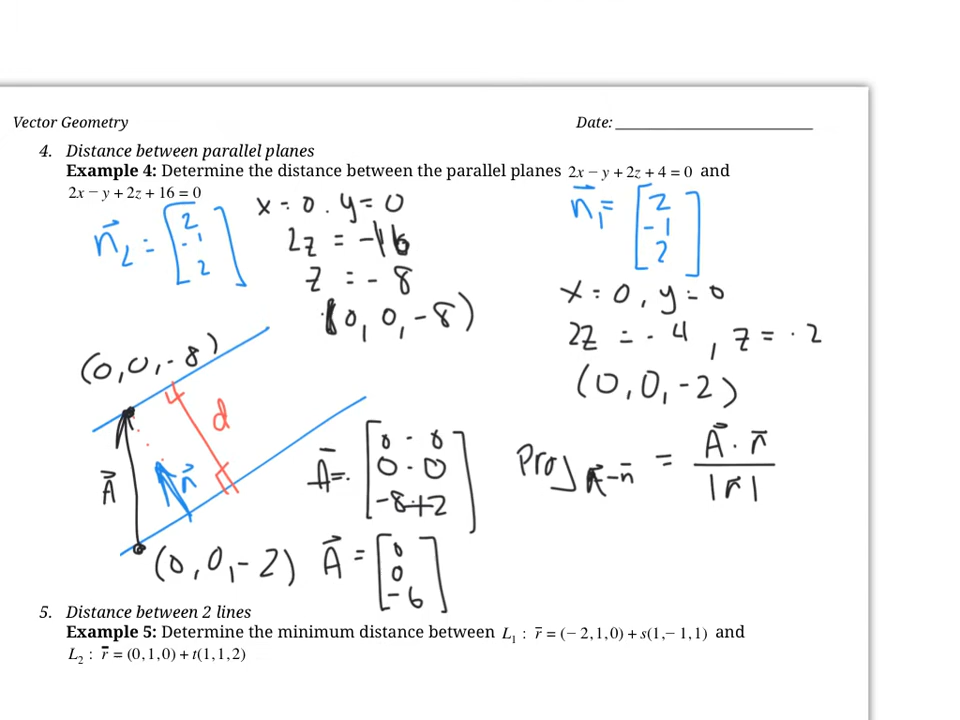 Vector Geometry Date:
4. Distance between parallel planes
Example 4: Determine the distance between the parallel planes 2x − y + 2z + 4 = 0 and
2x − y + 2z + 16 = 0
n⃗₂ = [2 -1 2]
x = 0, y = 0
2z = -16
z = -8
(0, 0, -8)
n⃗₁ = [2 -1 2]
x = 0, y = 0
2z = -4, z = -2
(0, 0, -2)
(0, 0, -8)
d
A⃗
n⃗
(0, 0, -2)
A⃗ = [0 - 0
0 - 0
-8+2]
A⃗ = [0
0
-6]
Proj A⃗-n⃗ = A⃗ · n⃗ / |n⃗|
5. Distance between 2 lines
Example 5: Determine the minimum distance between L₁ : r⃗ = (− 2,1,0) + s(1,− 1,1) and
L₂ : r⃗ = (0,1,0) + t(1,1,2)